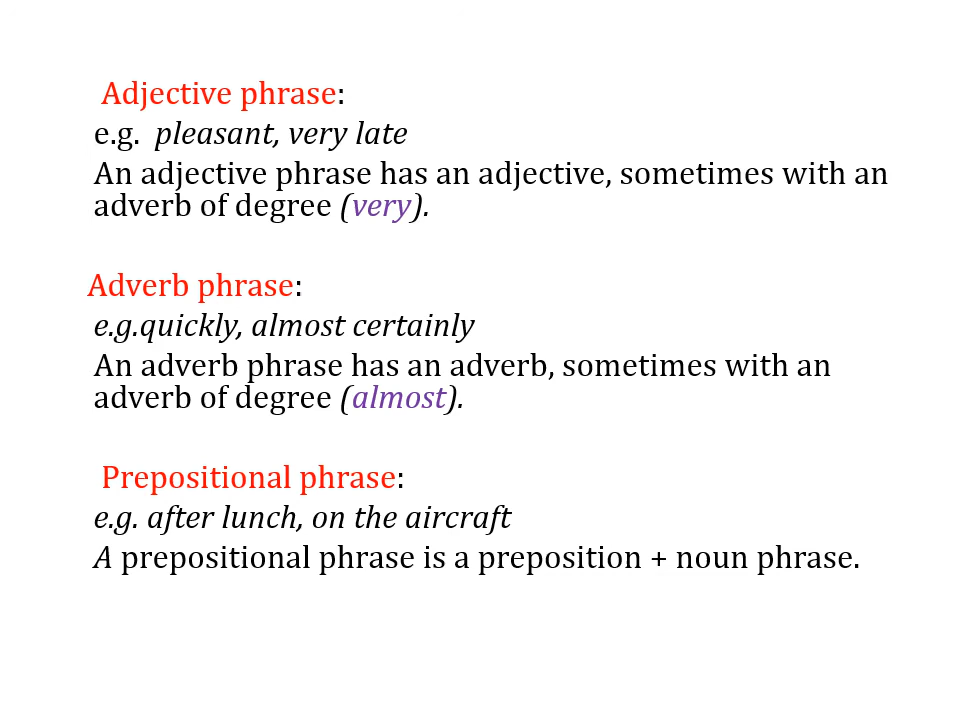 Adjective phrase:
e.g. pleasant, very late
An adjective phrase has an adjective, sometimes with an
adverb of degree (very).
Adverb phrase:
e.g.quickly, almost certainly
An adverb phrase has an adverb, sometimes with an
adverb of degree (almost).
Prepositional phrase:
e.g. after lunch, on the aircraft
A prepositional phrase is a preposition + noun phrase.